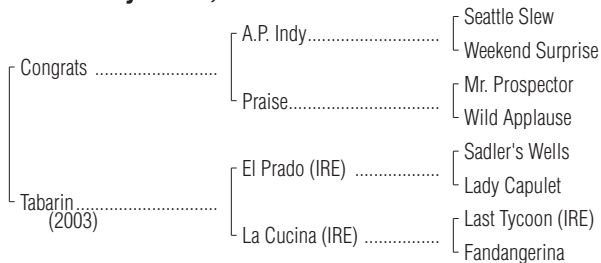 Seattle Slew
A.P. Indy
Weekend Surprise
Congrats
Mr. Prospector
Praise
Wild Applause
Sadler's Wells
El Prado (IRE)
Lady Capulet
Tabarin
(2003)
Last Tycoon (IRE)
La Cucina (IRE)
Fandangerina